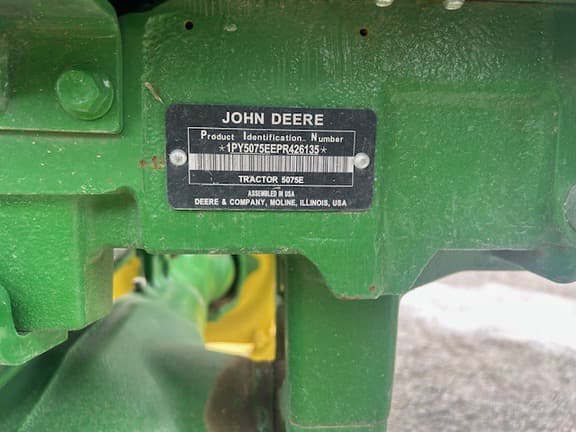 JOHN DEERE
Product Identification Number
*1PY5075EEPR426135*
TRACTOR 5075E
ASSEMBLED IN USA
DEERE & COMPANY, MOLINE, ILLINOIS, USA